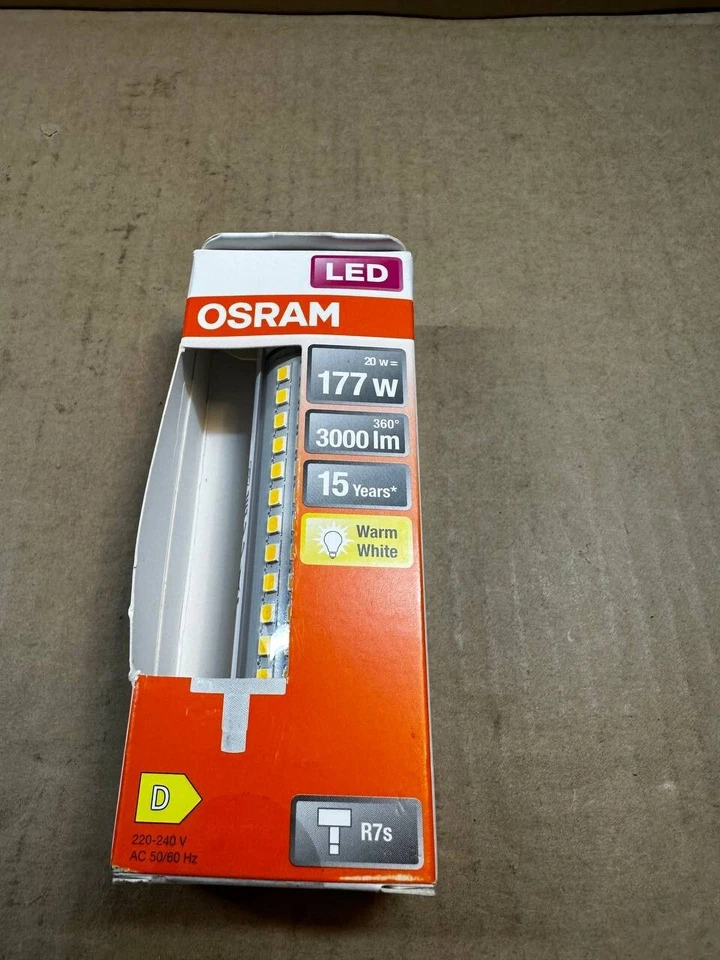 LED
OSRAM
20 W =
177 W
360°
3000 lm
15 Years*
Warm
White
D
220-240 V
AC 50/60 Hz
R7s